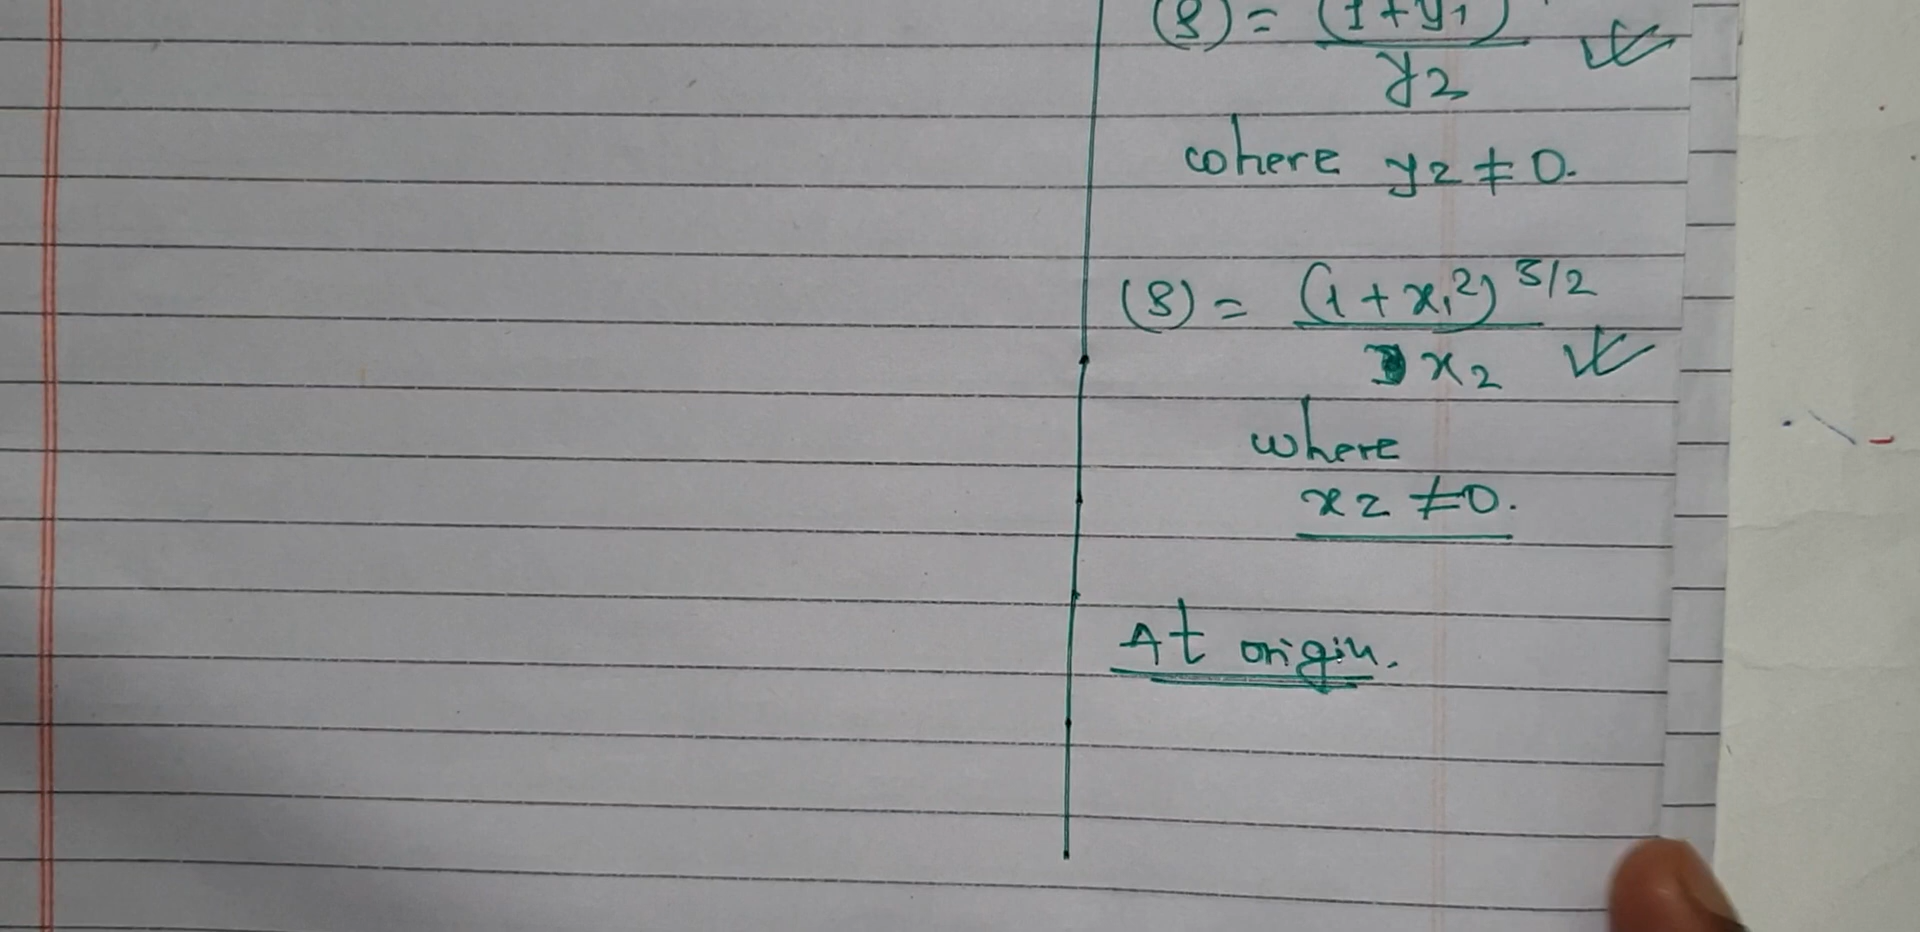 (ρ) = (1+y₁)
y₂
where y₂ ≠ 0.
(ρ) = (1 + x₁²) 3/2
x₂
where
x₂ ≠ 0.
At origin.